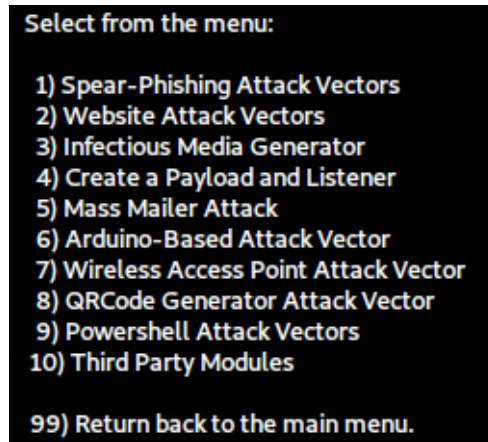 Select from the menu:
1) Spear-Phishing Attack Vectors
2) Website Attack Vectors
3) Infectious Media Generator
4) Create a Payload and Listener
5) Mass Mailer Attack
6) Arduino-Based Attack Vector
7) Wireless Access Point Attack Vector
8) QRCode Generator Attack Vector
9) Powershell Attack Vectors
10) Third Party Modules
99) Return back to the main menu.